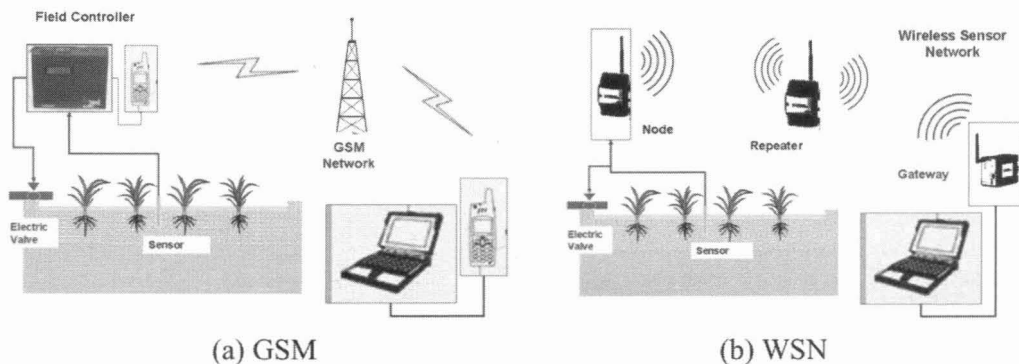 Field Controller
GSM
Network
Electric
Valve
Sensor
(a) GSM
Wireless Sensor
Network
Node
Repeater
Gateway
Electric
Valve
Sensor
(b) WSN